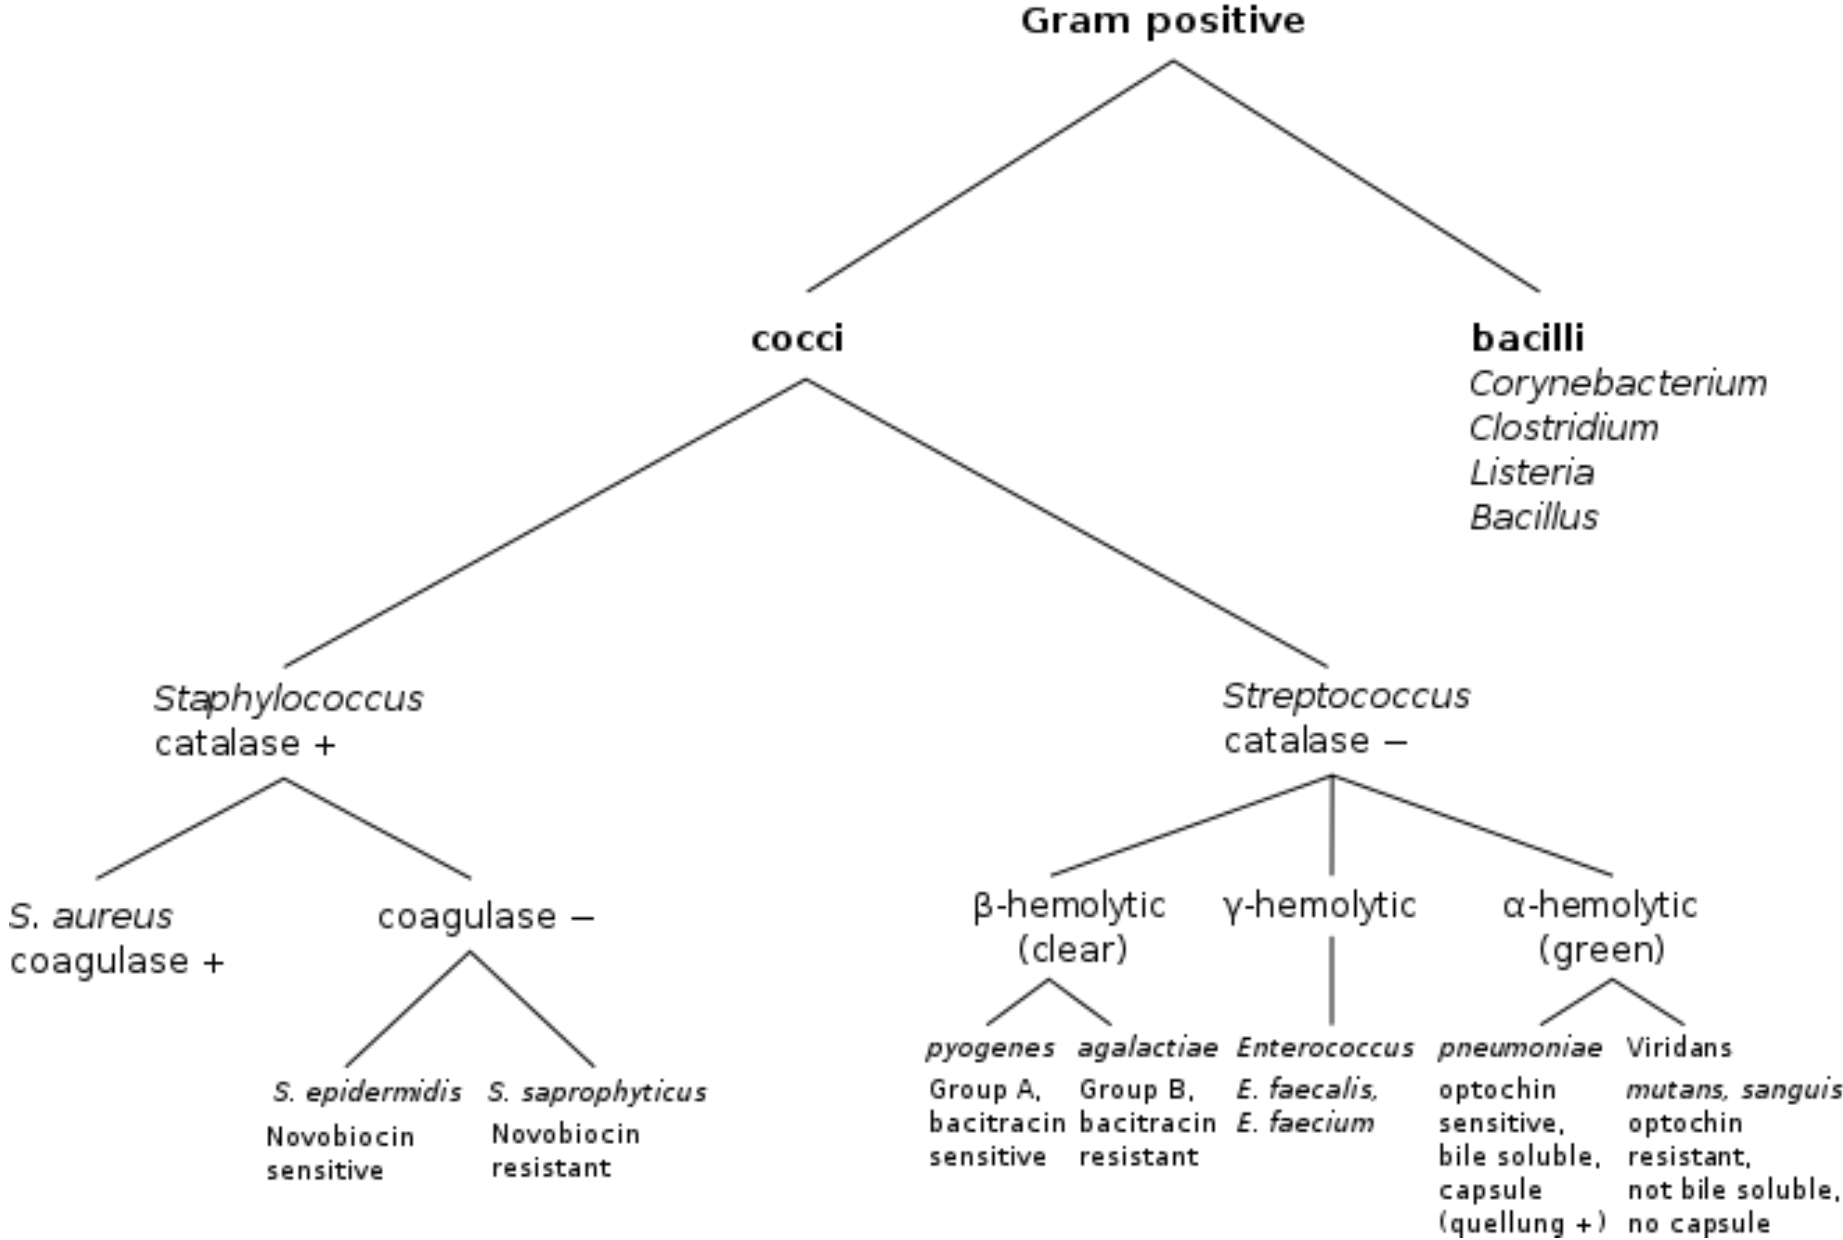 Gram positive
cocci
bacilli
Corynebacterium
Clostridium
Listeria
Bacillus
Staphylococcus
catalase +
Streptococcus
catalase −
S. aureus
coagulase +
coagulase −
β-hemolytic
(clear)
γ-hemolytic
α-hemolytic
(green)
S. epidermidis
Novobiocin
sensitive
S. saprophyticus
Novobiocin
resistant
pyogenes
Group A,
bacitracin
sensitive
agalactiae
Group B,
bacitracin
resistant
Enterococcus
E. faecalis,
E. faecium
pneumoniae
optochin
sensitive,
bile soluble,
capsule
(quellung +)
Viridans
mutans, sanguis
optochin
resistant,
not bile soluble,
no capsule